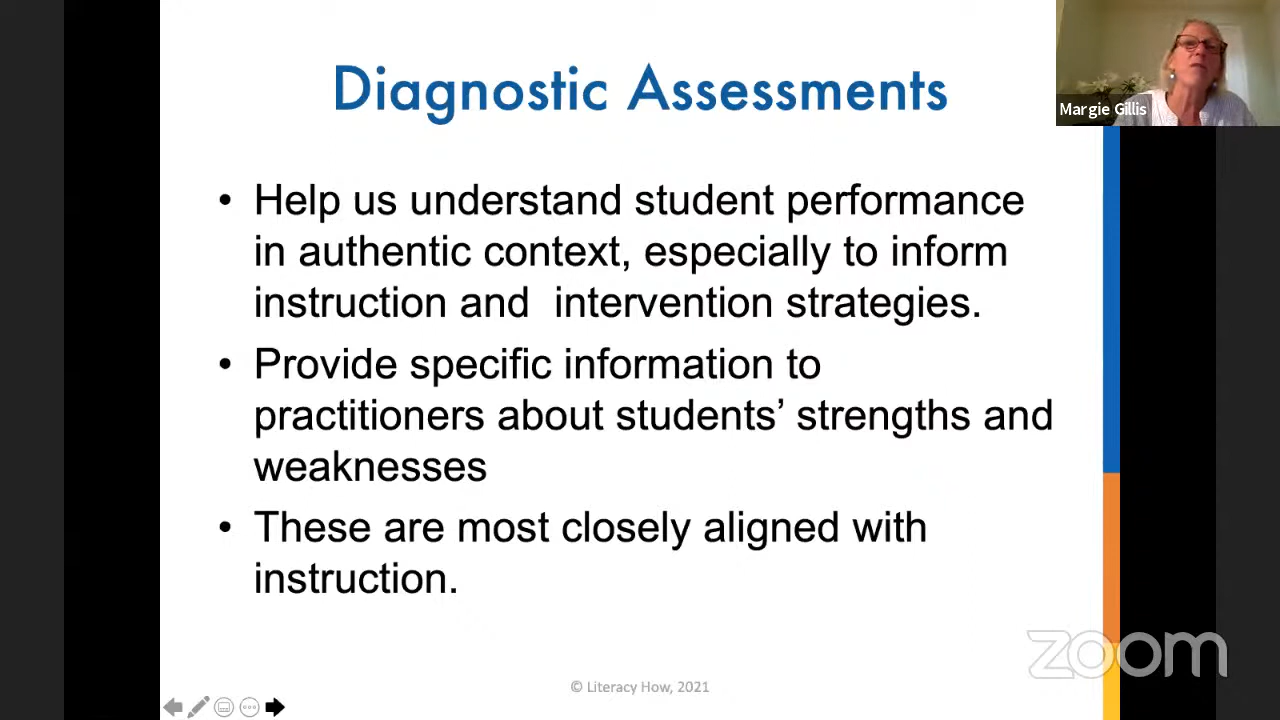 Diagnostic Assessments
Margie Gillis
• Help us understand student performance
in authentic context, especially to inform
instruction and  intervention strategies.
• Provide specific information to
practitioners about students’ strengths and
weaknesses
• These are most closely aligned with
instruction.
zoom
© Literacy How, 2021